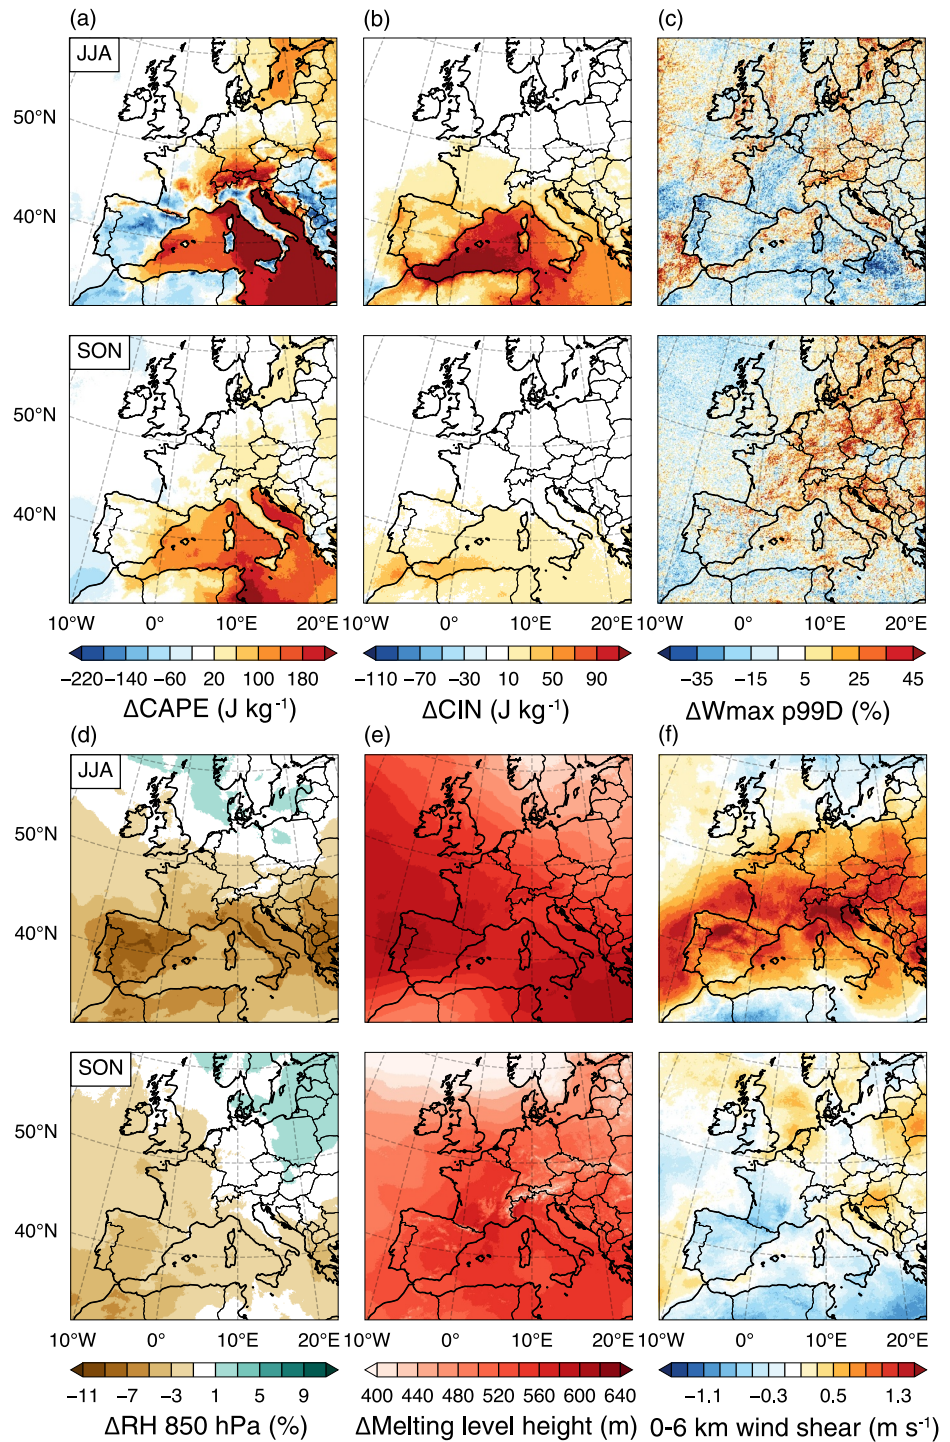 (a) (b) (c)
JJA
50°N
40°N
SON
50°N
40°N
10°W 0° 10°E 20°E 10°W 0° 10°E 20°E 10°W 0° 10°E 20°E
−220 −140 −60 20 100 180
−110 −70 −30 10 50 90
−35 −15 5 25 45
ΔCAPE (J kg⁻¹) ΔCIN (J kg⁻¹) ΔWmax p99D (%)
(d) (e) (f)
JJA
50°N
40°N
SON
50°N
40°N
10°W 0° 10°E 20°E 10°W 0° 10°E 20°E 10°W 0° 10°E 20°E
−11 −7 −3 1 5 9
400 440 480 520 560 600 640
−1.1 −0.3 0.5 1.3
ΔRH 850 hPa (%) ΔMelting level height (m) 0-6 km wind shear (m s⁻¹)